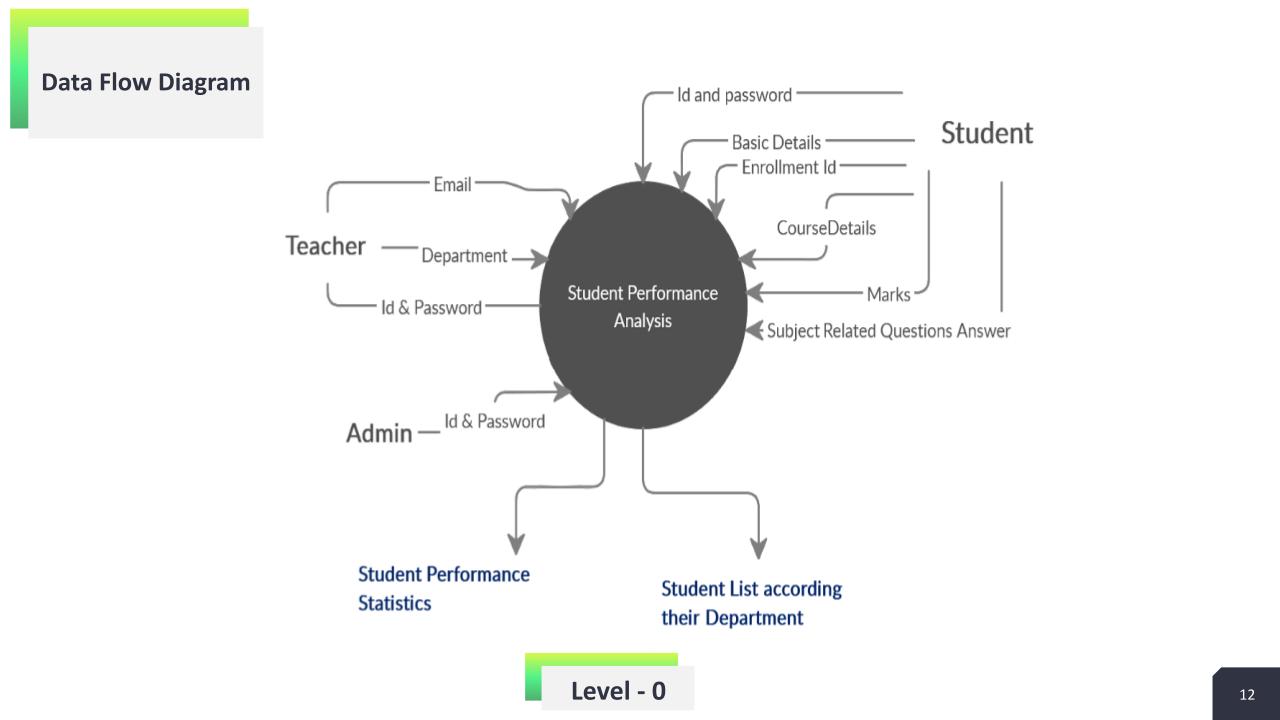 Data Flow Diagram
Id and password
Student
Basic Details
Enrollment Id
Email
CourseDetails
Teacher
Department
Id & Password
Student Performance
Analysis
Marks
Subject Related Questions Answer
Admin
Id & Password
Student Performance
Statistics
Student List according
their Department
Level - 0
12